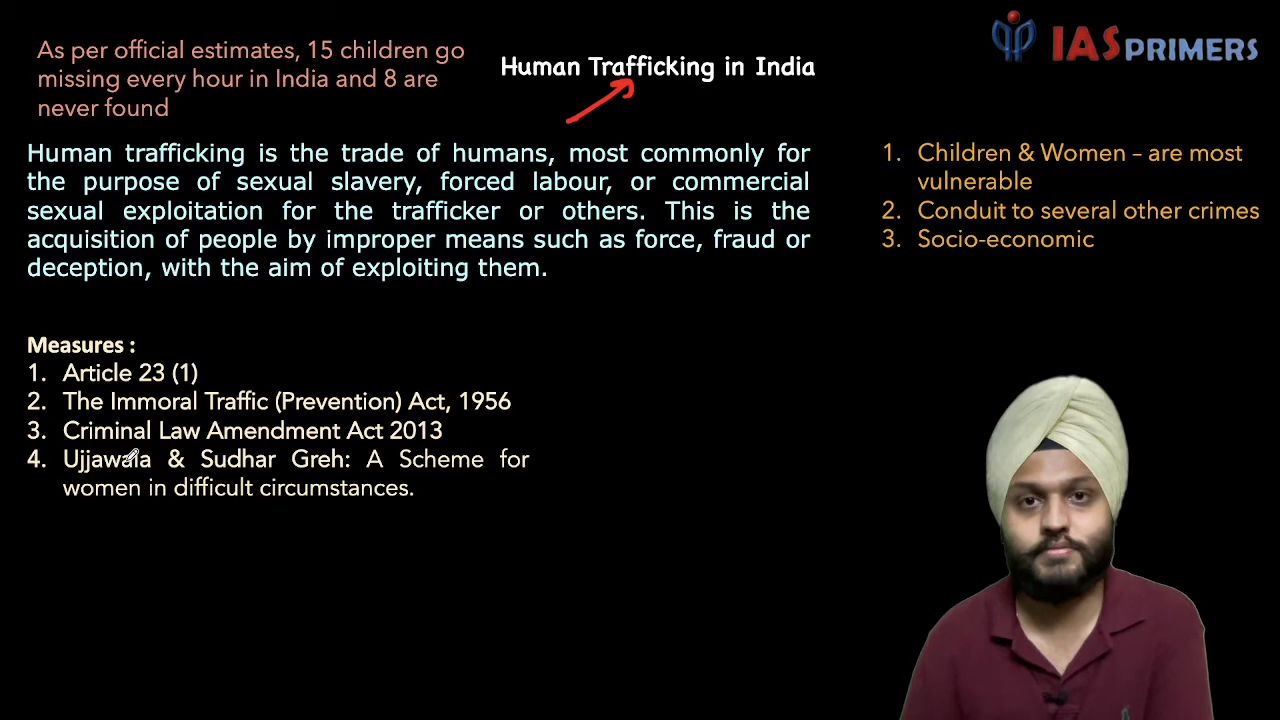 As per official estimates, 15 children go
missing every hour in India and 8 are
never found
Human Trafficking in India
IAS PRIMERS
Human trafficking is the trade of humans, most commonly for
the purpose of sexual slavery, forced labour, or commercial
sexual exploitation for the trafficker or others. This is the
acquisition of people by improper means such as force, fraud or
deception, with the aim of exploiting them.
1. Children & Women – are most
vulnerable
2. Conduit to several other crimes
3. Socio-economic
Measures :
1. Article 23 (1)
2. The Immoral Traffic (Prevention) Act, 1956
3. Criminal Law Amendment Act 2013
4. Ujjawala & Sudhar Greh: A Scheme for
women in difficult circumstances.